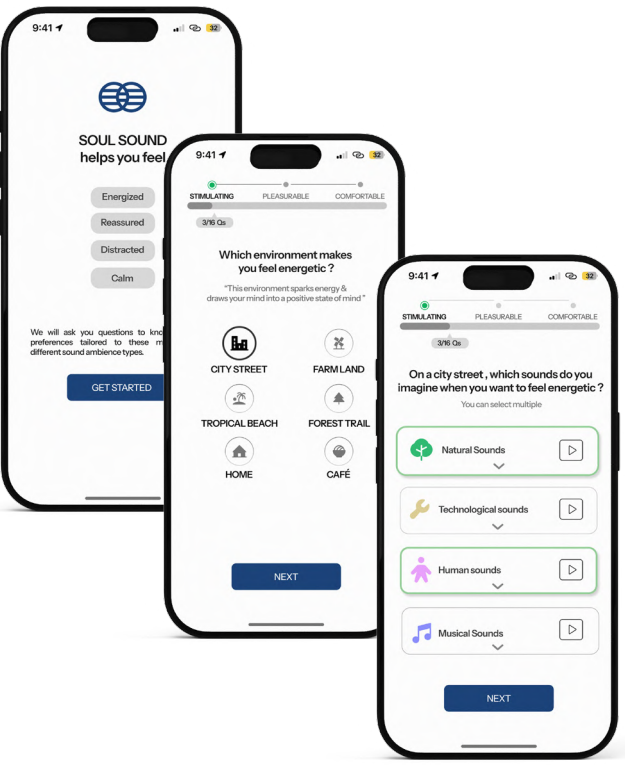 9:41
32
SOUL SOUND
helps you feel
Energized
Reassured
Distracted
Calm
We will ask you questions to
preferences tailored to these
different sound ambience types.
GET STARTED
9:41
32
STIMULATING PLEASURABLE COMFORTABLE
3/16 Qs
Which environment makes
you feel energetic ?
"This environment sparks energy &
draws your mind into a positive state of mind "
CITY STREET FARM LAND
TROPICAL BEACH FOREST TRAIL
HOME CAFÉ
NEXT
9:41
32
STIMULATING PLEASURABLE COMFORTABLE
3/16 Qs
On a city street , which sounds do you
imagine when you want to feel energetic ?
You can select multiple
Natural Sounds
Technological sounds
Human sounds
Musical Sounds
NEXT